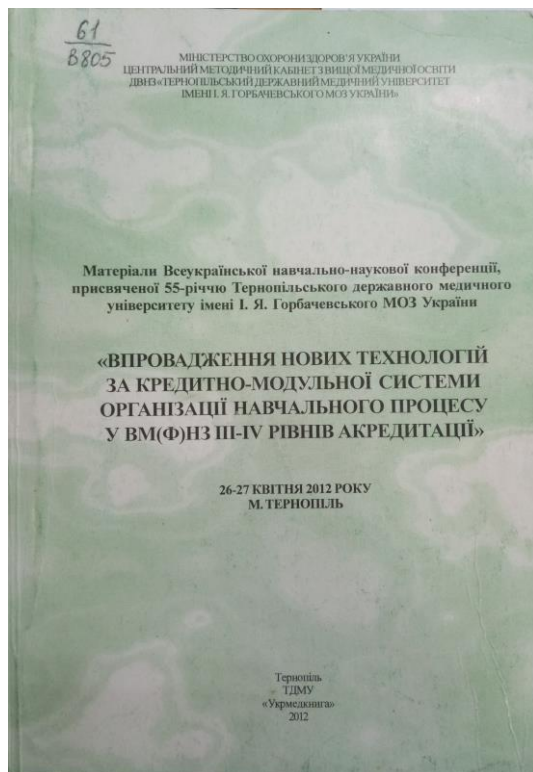 61
В805
МІНІСТЕРСТВО ОХОРОНИ ЗДОРОВ'Я УКРАЇНИ
ЦЕНТРАЛЬНИЙ МЕТОДИЧНИЙ КАБІНЕТ З ВИЩОЇ МЕДИЧНОЇ ОСВІТИ
ДВНЗ «ТЕРНОПІЛЬСЬКИЙ ДЕРЖАВНИЙ МЕДИЧНИЙ УНІВЕРСИТЕТ
ІМЕНІ І. Я. ГОРБАЧЕВСЬКОГО МОЗ УКРАЇНИ»
Матеріали Всеукраїнської навчально-наукової конференції,
присвяченої 55-річчю Тернопільського державного медичного
університету імені І. Я. Горбачевського МОЗ України
«ВПРОВАДЖЕННЯ НОВИХ ТЕХНОЛОГІЙ
ЗА КРЕДИТНО-МОДУЛЬНОЇ СИСТЕМИ
ОРГАНІЗАЦІЇ НАВЧАЛЬНОГО ПРОЦЕСУ
У ВМ(Ф)НЗ ІІІ-ІV РІВНІВ АКРЕДИТАЦІЇ»
26-27 КВІТНЯ 2012 РОКУ
М. ТЕРНОПІЛЬ
Тернопіль
ТДМУ
«Укрмедкнига»
2012